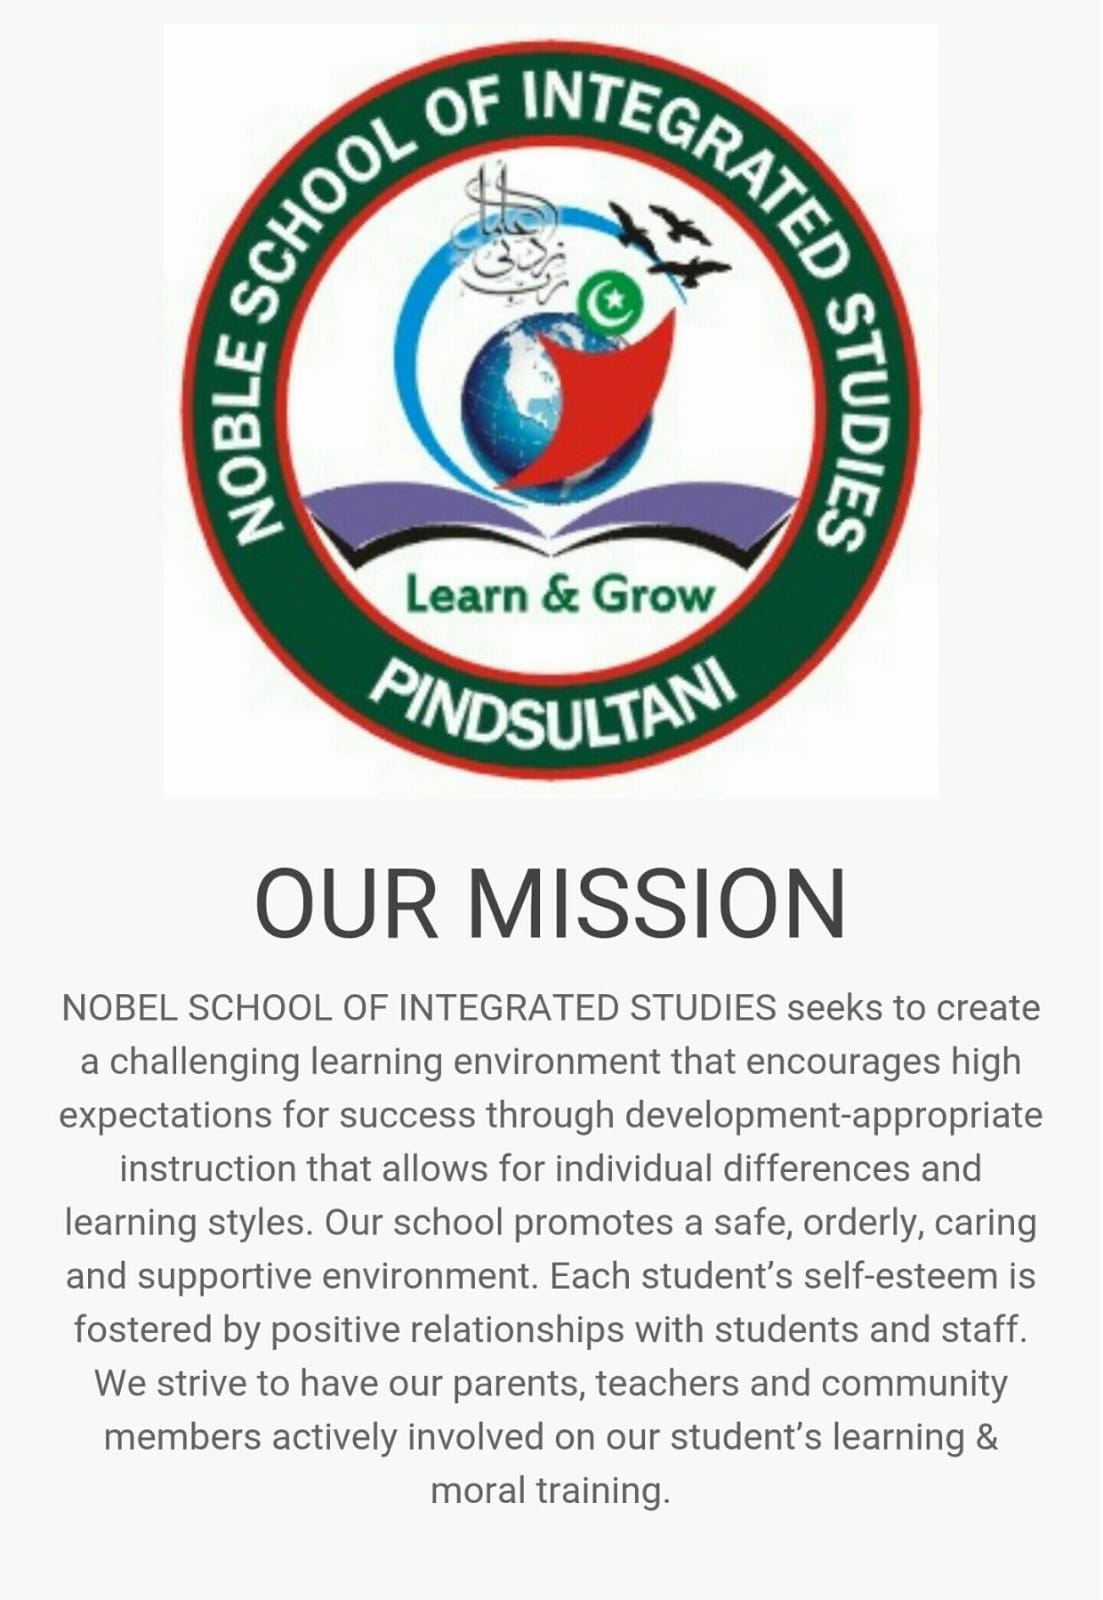 NOBLE SCHOOL OF INTEGRATED STUDIES
رب زدنی علما
Learn & Grow
PINDSULTANI
OUR MISSION
NOBEL SCHOOL OF INTEGRATED STUDIES seeks to create
a challenging learning environment that encourages high
expectations for success through development-appropriate
instruction that allows for individual differences and
learning styles. Our school promotes a safe, orderly, caring
and supportive environment. Each student’s self-esteem is
fostered by positive relationships with students and staff.
We strive to have our parents, teachers and community
members actively involved on our student’s learning &
moral training.